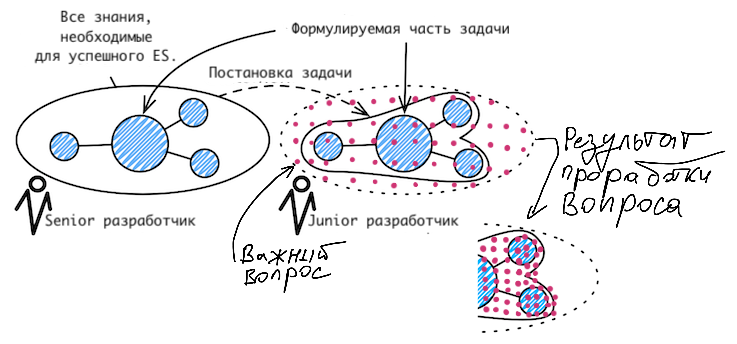 Все знания,
необходимые
для успешного ES.
Формулируемая часть задачи
Постановка задачи
Senior разработчик
Junior разработчик
Важный
вопрос
Результат
проработки
вопроса